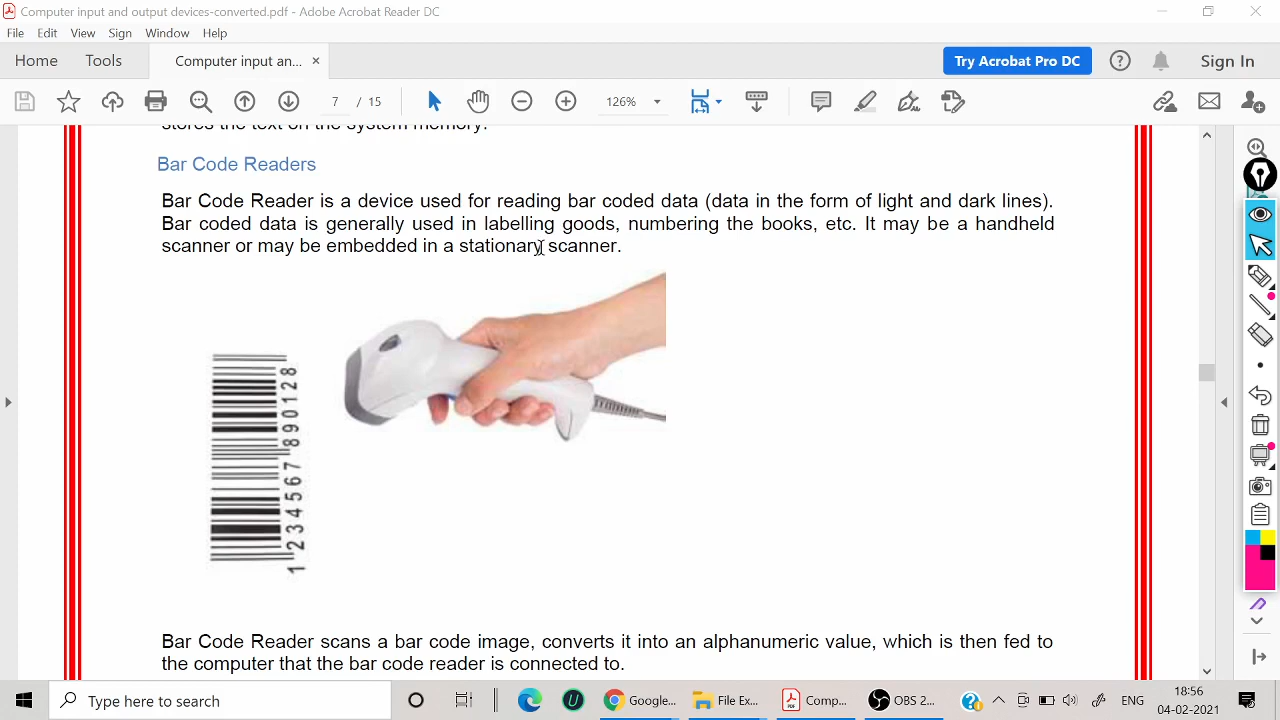 Computer input and output devices-converted.pdf - Adobe Acrobat Reader DC
File Edit View Sign Window Help
Home Tools Computer input an... × Try Acrobat Pro DC Sign In
7 / 15 126%
stores the text on the system memory.
Bar Code Readers
Bar Code Reader is a device used for reading bar coded data (data in the form of light and dark lines).
Bar coded data is generally used in labelling goods, numbering the books, etc. It may be a handheld
scanner or may be embedded in a stationary scanner.
1 234567 890128
Bar Code Reader scans a bar code image, converts it into an alphanumeric value, which is then fed to
the computer that the bar code reader is connected to.
Type here to search Google... File Ex... Comp... OBS 2... ENG 18:56
04-02-2021